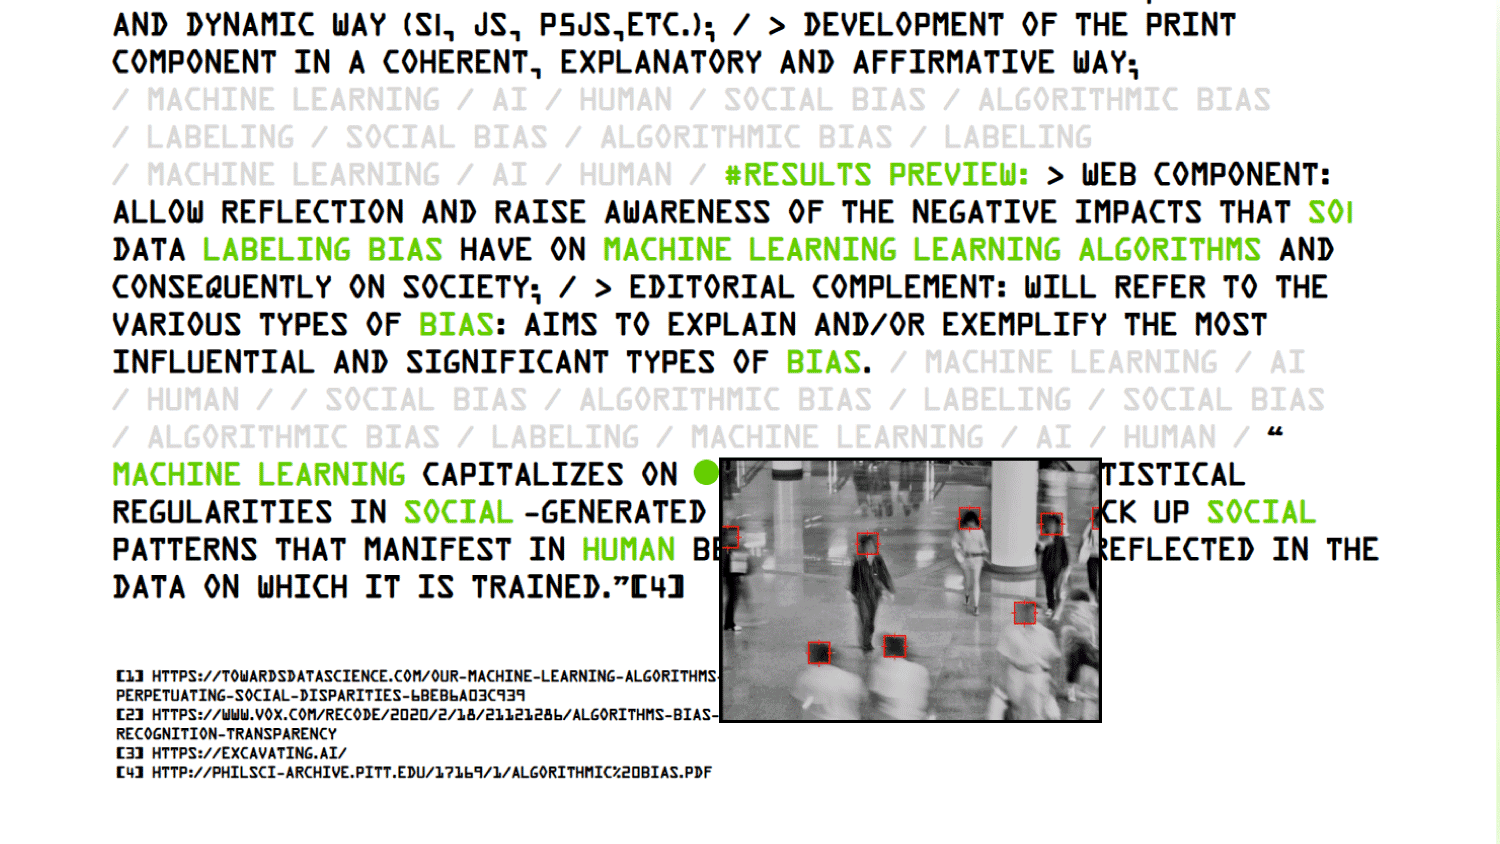 AND DYNAMIC WAY (SI, JS, P5JS,ETC.); / > DEVELOPMENT OF THE PRINT
COMPONENT IN A COHERENT, EXPLANATORY AND AFFIRMATIVE WAY;
/ MACHINE LEARNING / AI / HUMAN / SOCIAL BIAS / ALGORITHMIC BIAS
/ LABELING / SOCIAL BIAS / ALGORITHMIC BIAS / LABELING
/ MACHINE LEARNING / AI / HUMAN / #RESULTS PREVIEW: > WEB COMPONENT:
ALLOW REFLECTION AND RAISE AWARENESS OF THE NEGATIVE IMPACTS THAT SOI
DATA LABELING BIAS HAVE ON MACHINE LEARNING LEARNING ALGORITHMS AND
CONSEQUENTLY ON SOCIETY; / > EDITORIAL COMPLEMENT: WILL REFER TO THE
VARIOUS TYPES OF BIAS: AIMS TO EXPLAIN AND/OR EXEMPLIFY THE MOST
INFLUENTIAL AND SIGNIFICANT TYPES OF BIAS. / MACHINE LEARNING / AI
/ HUMAN / / SOCIAL BIAS / ALGORITHMIC BIAS / LABELING / SOCIAL BIAS
/ ALGORITHMIC BIAS / LABELING / MACHINE LEARNING / AI / HUMAN / “
MACHINE LEARNING CAPITALIZES ON TISTICAL
REGULARITIES IN SOCIAL -GENERATED CK UP SOCIAL
PATTERNS THAT MANIFEST IN HUMAN BE REFLECTED IN THE
DATA ON WHICH IT IS TRAINED.”[4]
[1] HTTPS://TOWARDSDATASCIENCE.COM/OUR-MACHINE-LEARNING-ALGORITHMS-
PERPETUATING-SOCIAL-DISPARITIES-6BEB6A03C939
[2] HTTPS://WWW.VOX.COM/RECODE/2020/2/18/21121286/ALGORITHMS-BIAS-
RECOGNITION-TRANSPARENCY
[3] HTTPS://EXCAVATING.AI/
[4] HTTP://PHILSCI-ARCHIVE.PITT.EDU/17169/1/ALGORITHMIC%20BIAS.PDF